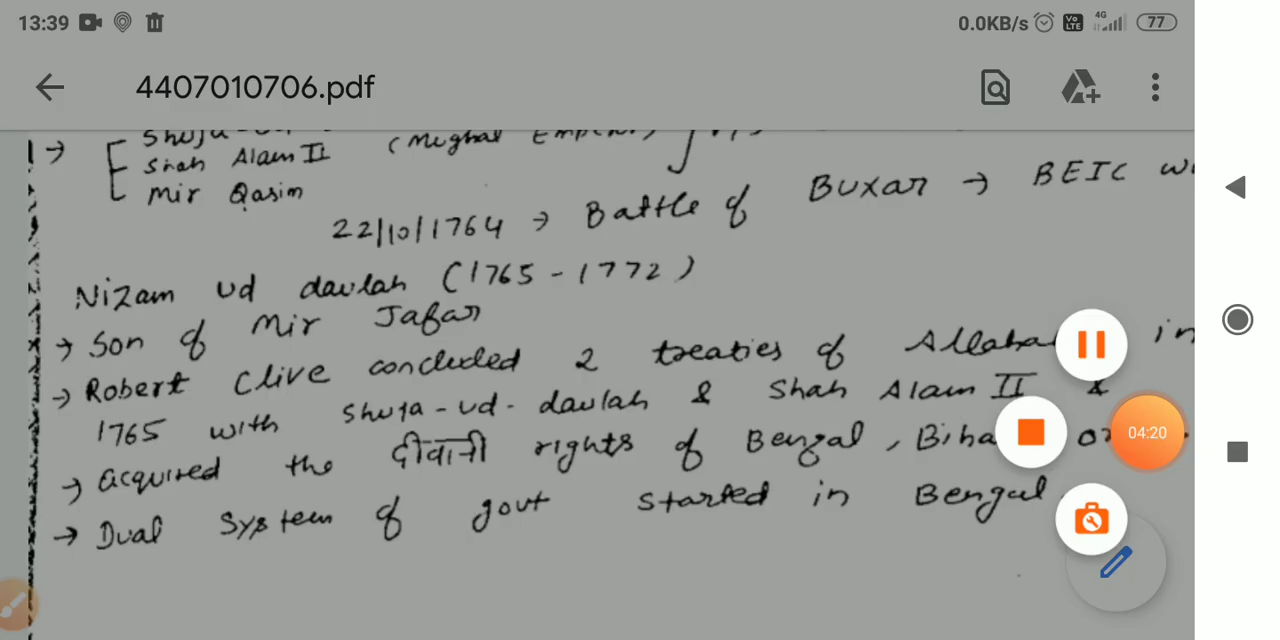 13:39 0.0KB/s VoLTE 4G 77
4407010706.pdf
→ Shuja
Shah Alam II (Mughal
Mir Qasim
22/10/1764 → Battle of Buxar → BEIC
Nizam ud daulah (1765 - 1772)
→ Son of Mir Jafar
→ Robert Clive concluded 2 treaties of in
1765 with Shuja-ud-daulah & Shah Alam II &
→ acquired the दीवानी rights of Bengal,
→ Dual System of govt started in Bengal
04:20